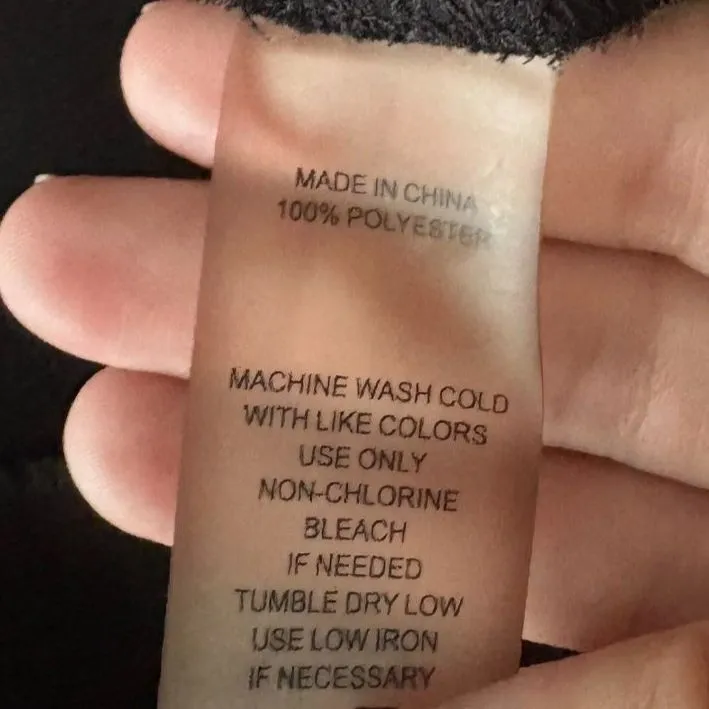 MADE IN CHINA
100% POLYESTER
MACHINE WASH COLD
WITH LIKE COLORS
USE ONLY
NON-CHLORINE
BLEACH
IF NEEDED
TUMBLE DRY LOW
USE LOW IRON
IF NECESSARY